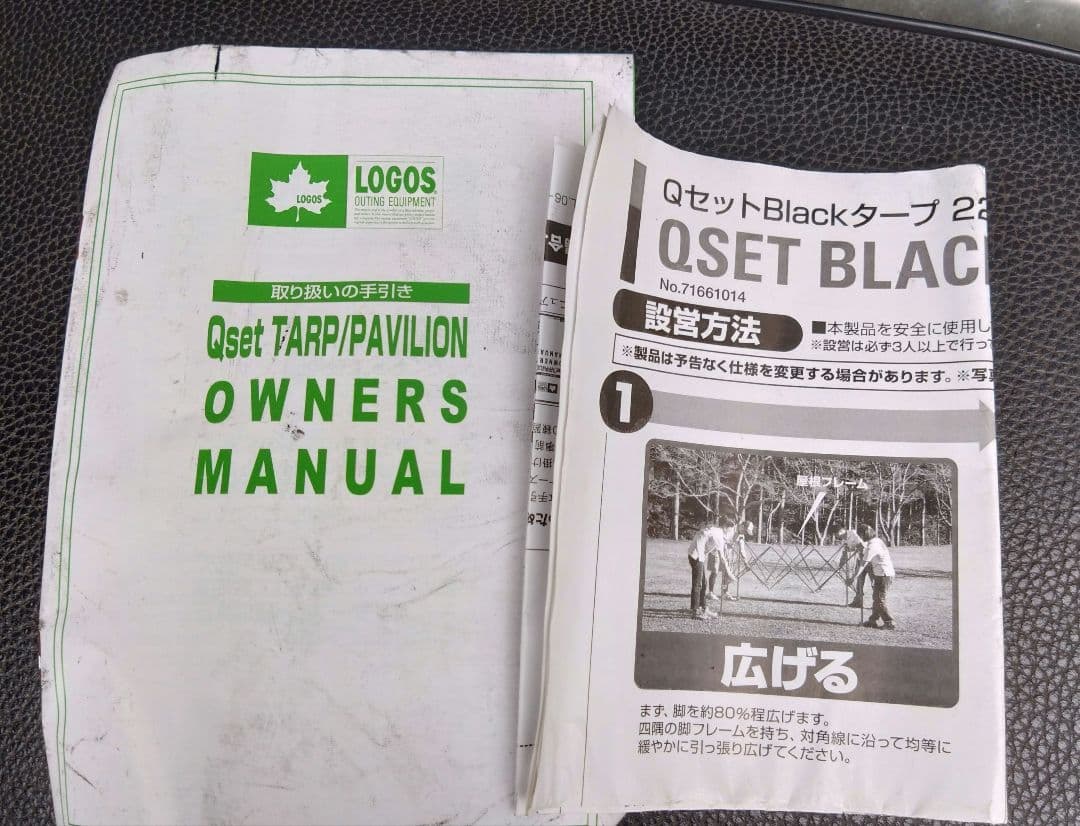 LOGOS
LOGOS
OUTING EQUIPMENT
取り扱いの手引き
Qset TARP/PAVILION
OWNERS
MANUAL
QセットBlackタープ 22
QSET BLAC
No.71661014
設営方法
■本製品を安全に使用し
※設営は必ず3人以上で行っ
※製品は予告なく仕様を変更する場合があります。※写真
1
屋根フレーム
広げる
まず、脚を約80%程広げます。
四隅の脚フレームを持ち、対角線に沿って均等に
緩やかに引っ張り広げてください。